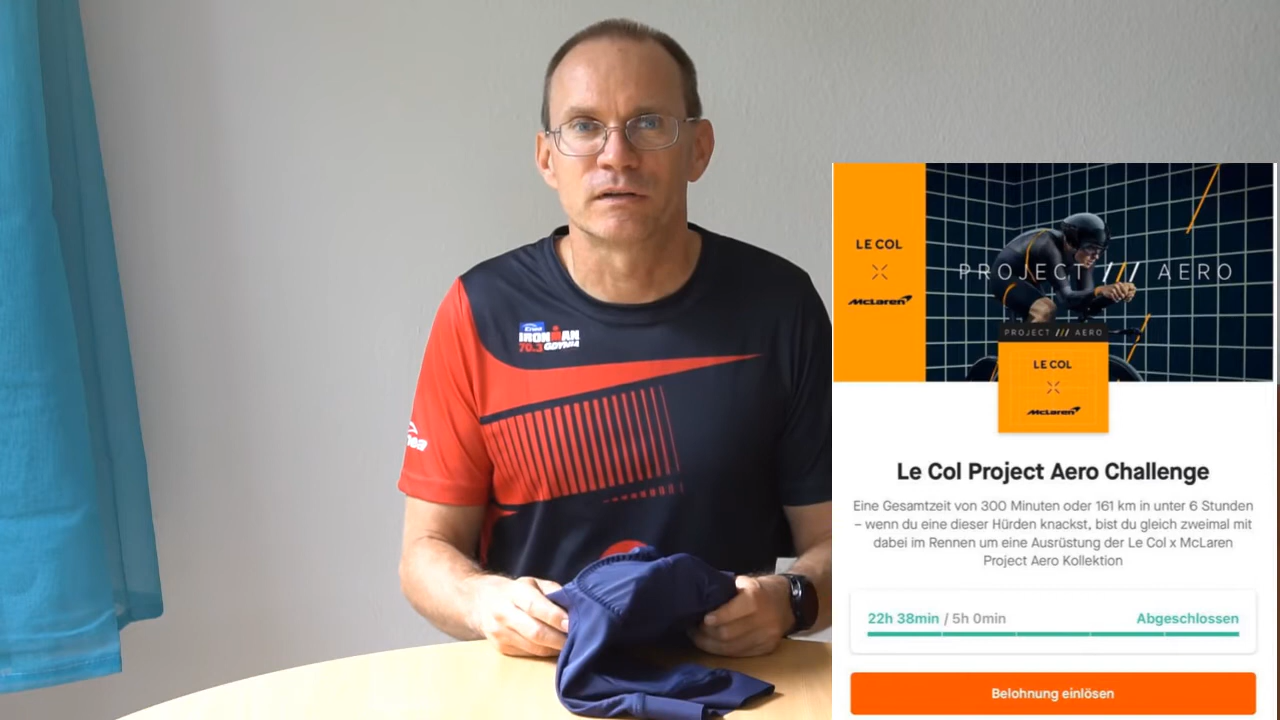 Enea
IRONMAN
70.3 GDYNIA
LE COL
McLaren
PROJECT /// AERO
PROJECT /// AERO
LE COL
McLaren
Le Col Project Aero Challenge
Eine Gesamtzeit von 300 Minuten oder 161 km in unter 6 Stunden
– wenn du eine dieser Hürden knackst, bist du gleich zweimal mit
dabei im Rennen um eine Ausrüstung der Le Col x McLaren
Project Aero Kollektion
22h 38min / 5h 0min
Abgeschlossen
Belohnung einlösen